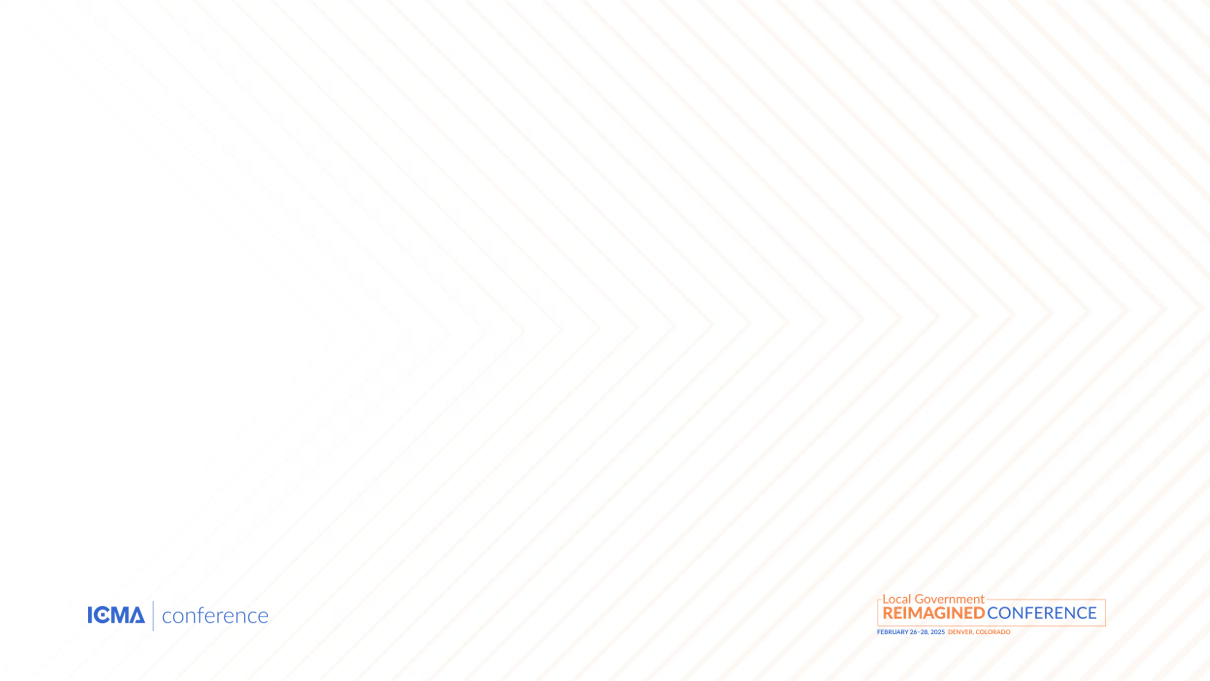 ICMA | conference
Local Government
REIMAGINED CONFERENCE
FEBRUARY 26-28, 2025 DENVER, COLORADO